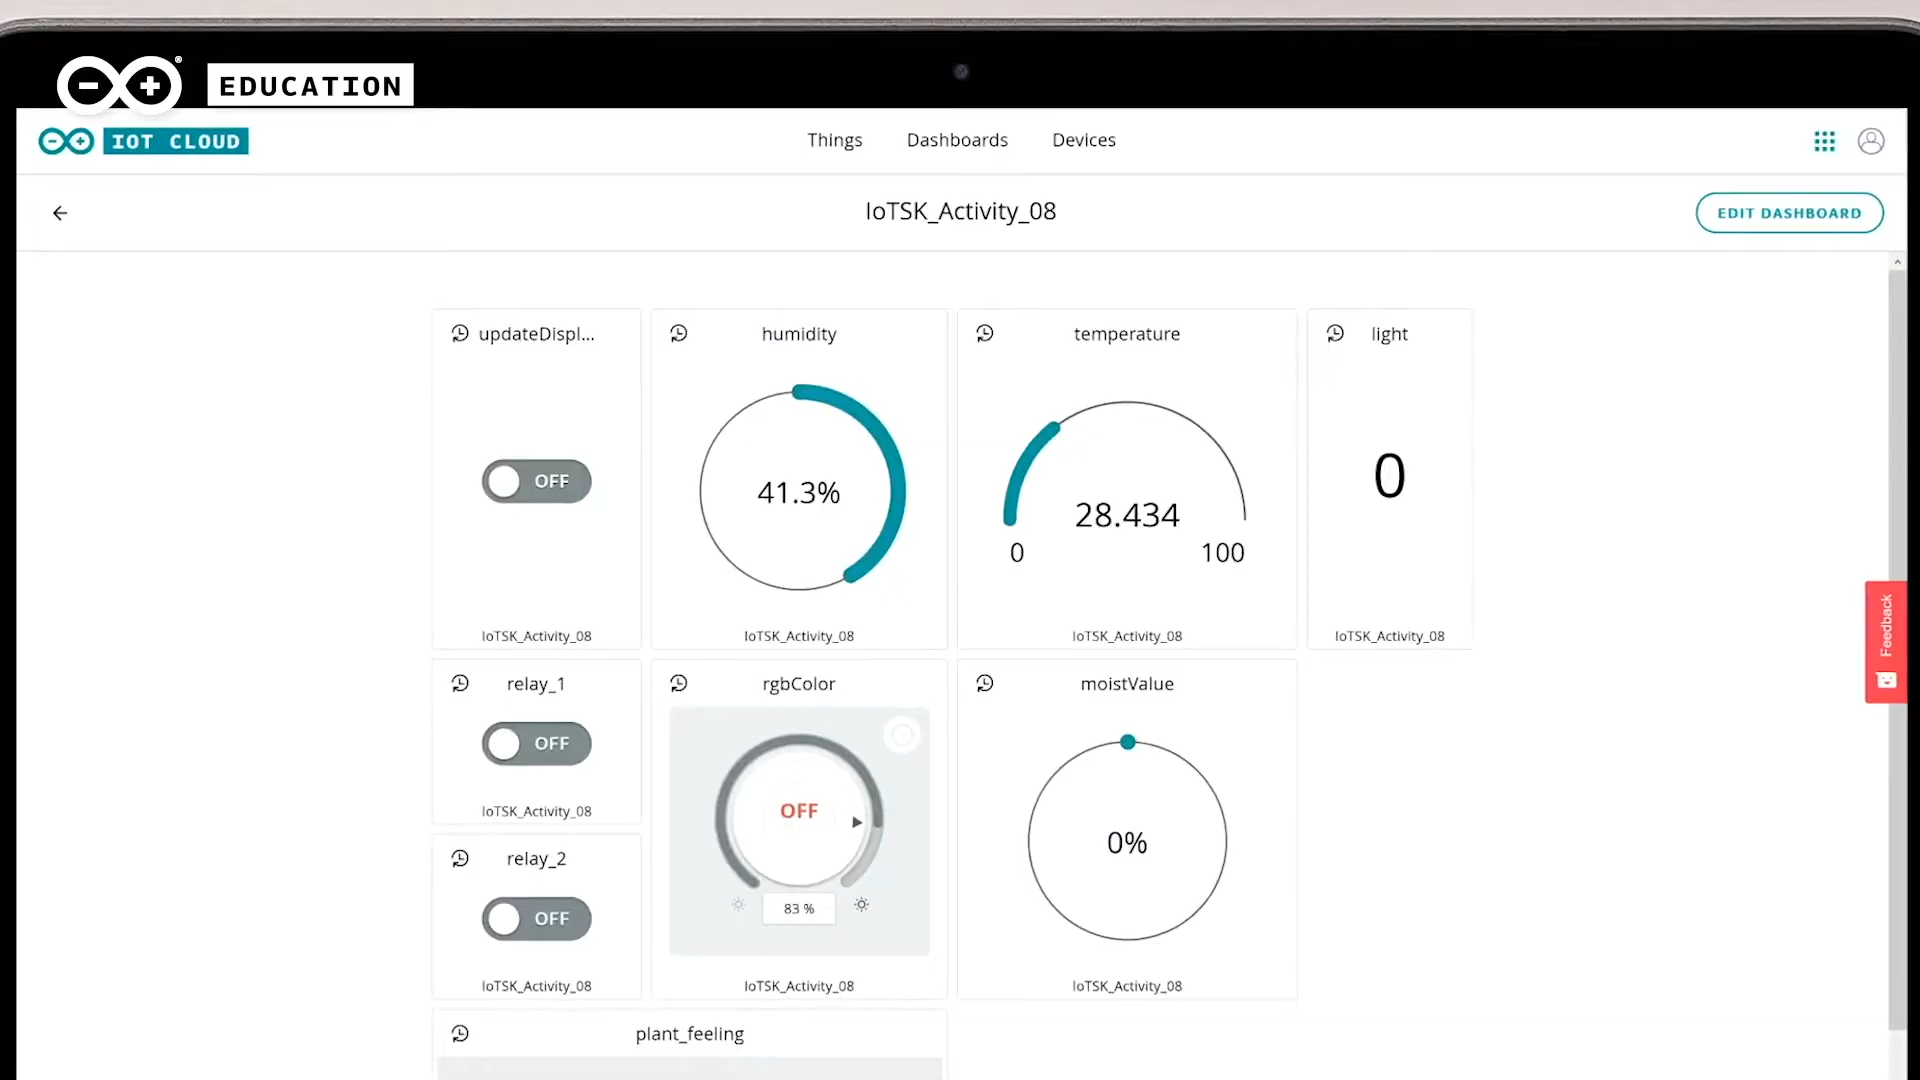 EDUCATION
IOT CLOUD
Things
Dashboards
Devices
IoTSK_Activity_08
EDIT DASHBOARD
updateDispl...
OFF
IoTSK_Activity_08
humidity
41.3%
IoTSK_Activity_08
temperature
28.434
0
100
IoTSK_Activity_08
light
0
IoTSK_Activity_08
relay_1
OFF
IoTSK_Activity_08
rgbColor
OFF
83 %
IoTSK_Activity_08
moistValue
0%
IoTSK_Activity_08
relay_2
OFF
IoTSK_Activity_08
plant_feeling
Feedback